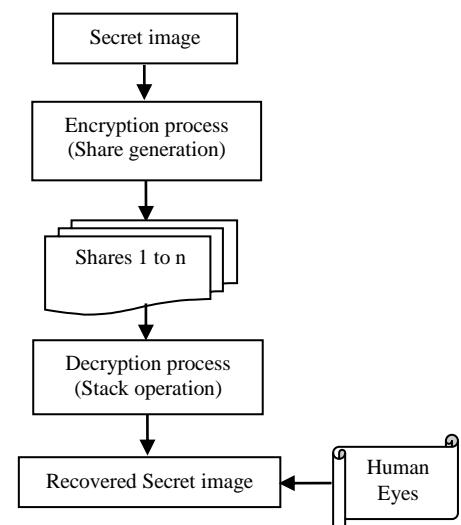 Secret image
Encryption process
(Share generation)
Shares 1 to n
Decryption process
(Stack operation)
Recovered Secret image
Human
Eyes